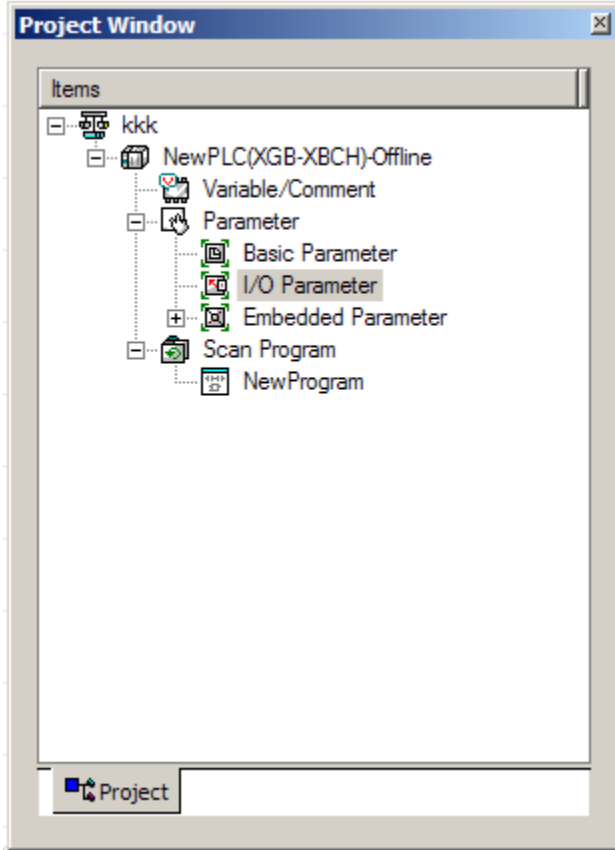 Project Window
Items
kkk
NewPLC(XGB-XBCH)-Offline
Variable/Comment
Parameter
Basic Parameter
I/O Parameter
Embedded Parameter
Scan Program
NewProgram
Project